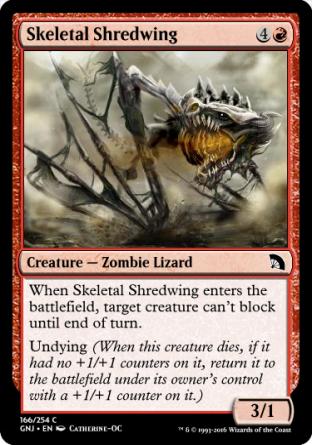 Skeletal Shredwing 4
Creature — Zombie Lizard
When Skeletal Shredwing enters the
battlefield, target creature can't block
until end of turn.
Undying (When this creature dies, if it
had no +1/+1 counters on it, return it to
the battlefield under its owner's control
with a +1/+1 counter on it.)
3/1
166/254 C
GNJ • EN CATHERINE-OC
™ & © 1993-2016 Wizards of the Coast